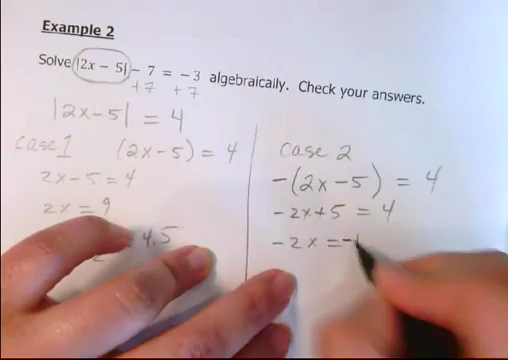 Example 2
Solve |2x − 5| − 7 = −3 algebraically. Check your answers.
+7 +7
|2x-5| = 4
case 1 (2x-5) = 4
2x-5 = 4
2x = 9
= 4.5
case 2
-(2x-5) = 4
-2x+5 = 4
-2x = -1